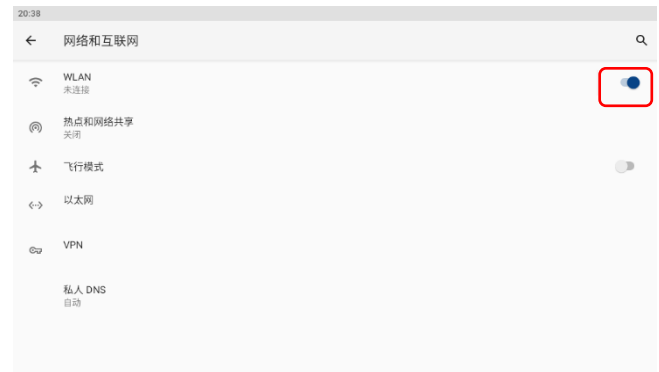 20:38
网络和互联网
WLAN
未连接
热点和网络共享
关闭
飞行模式
以太网
VPN
私人 DNS
自动